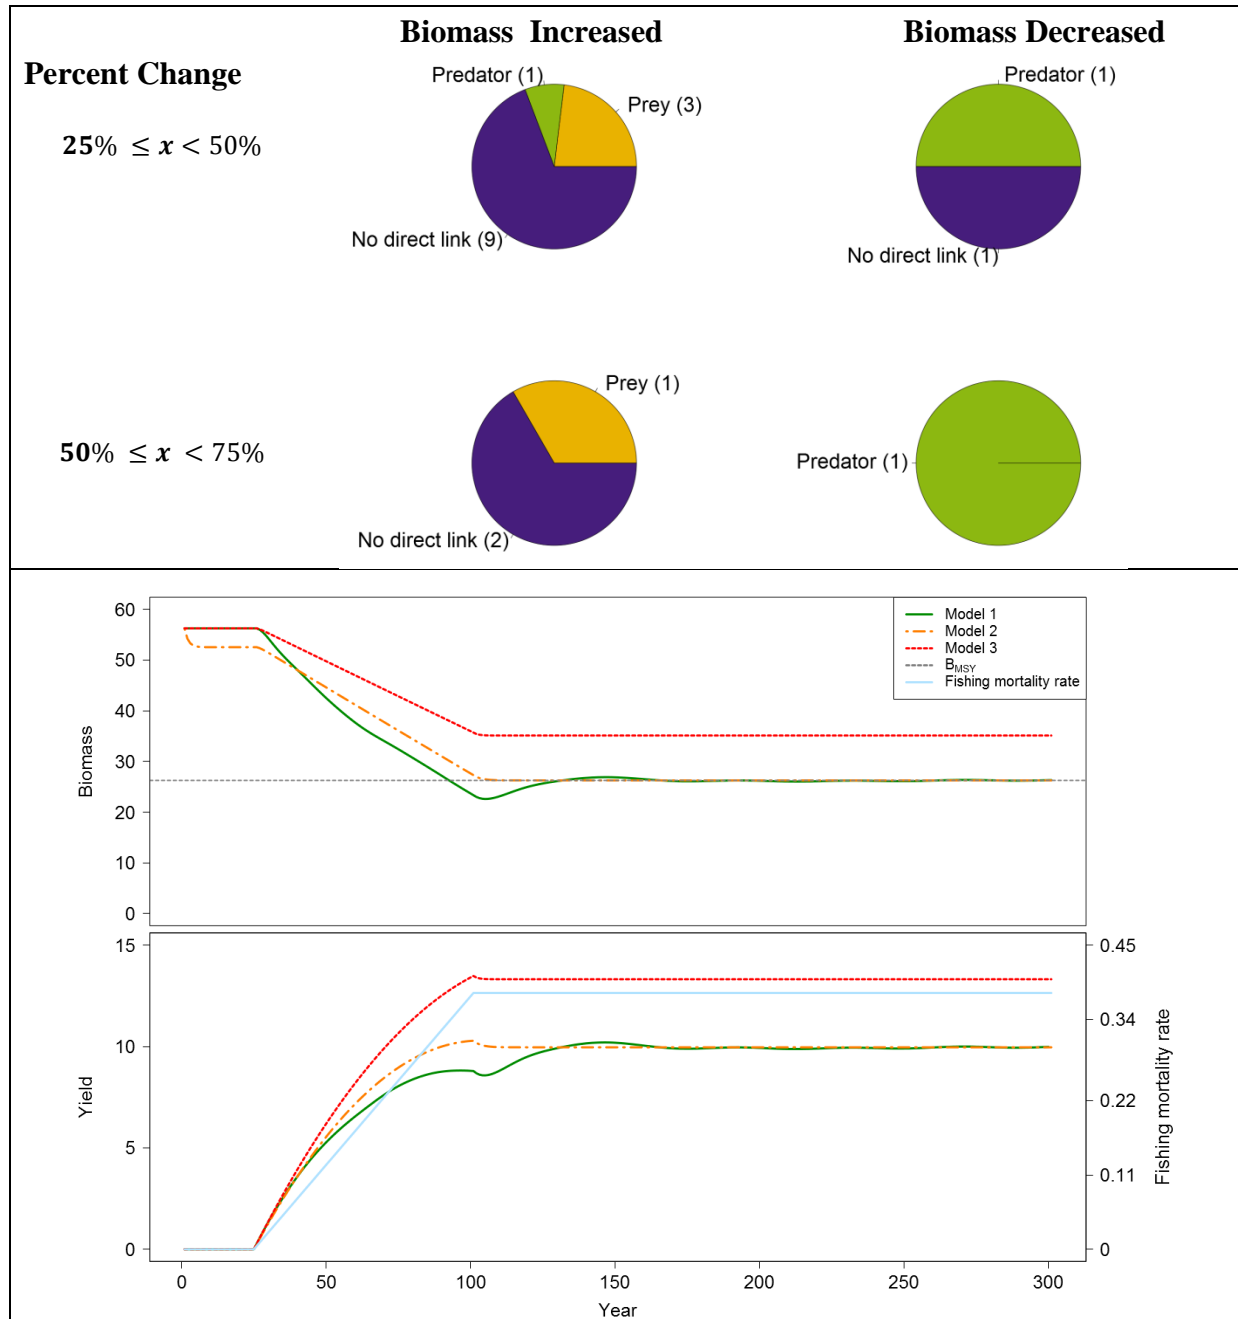 Biomass Increased
Biomass Decreased
Percent Change
Predator (1)
Prey (3)
Predator (1)
25% ≤ x < 50%
No direct link (9)
No direct link (1)
Prey (1)
50% ≤ x < 75%
Predator (1)
No direct link (2)
60
50
40
30
20
10
0
Biomass
Model 1
Model 2
Model 3
BMSY
Fishing mortality rate
15
10
5
0
Yield
0.45
0.34
0.22
0.11
0
Fishing mortality rate
0
50
100
150
200
250
300
Year